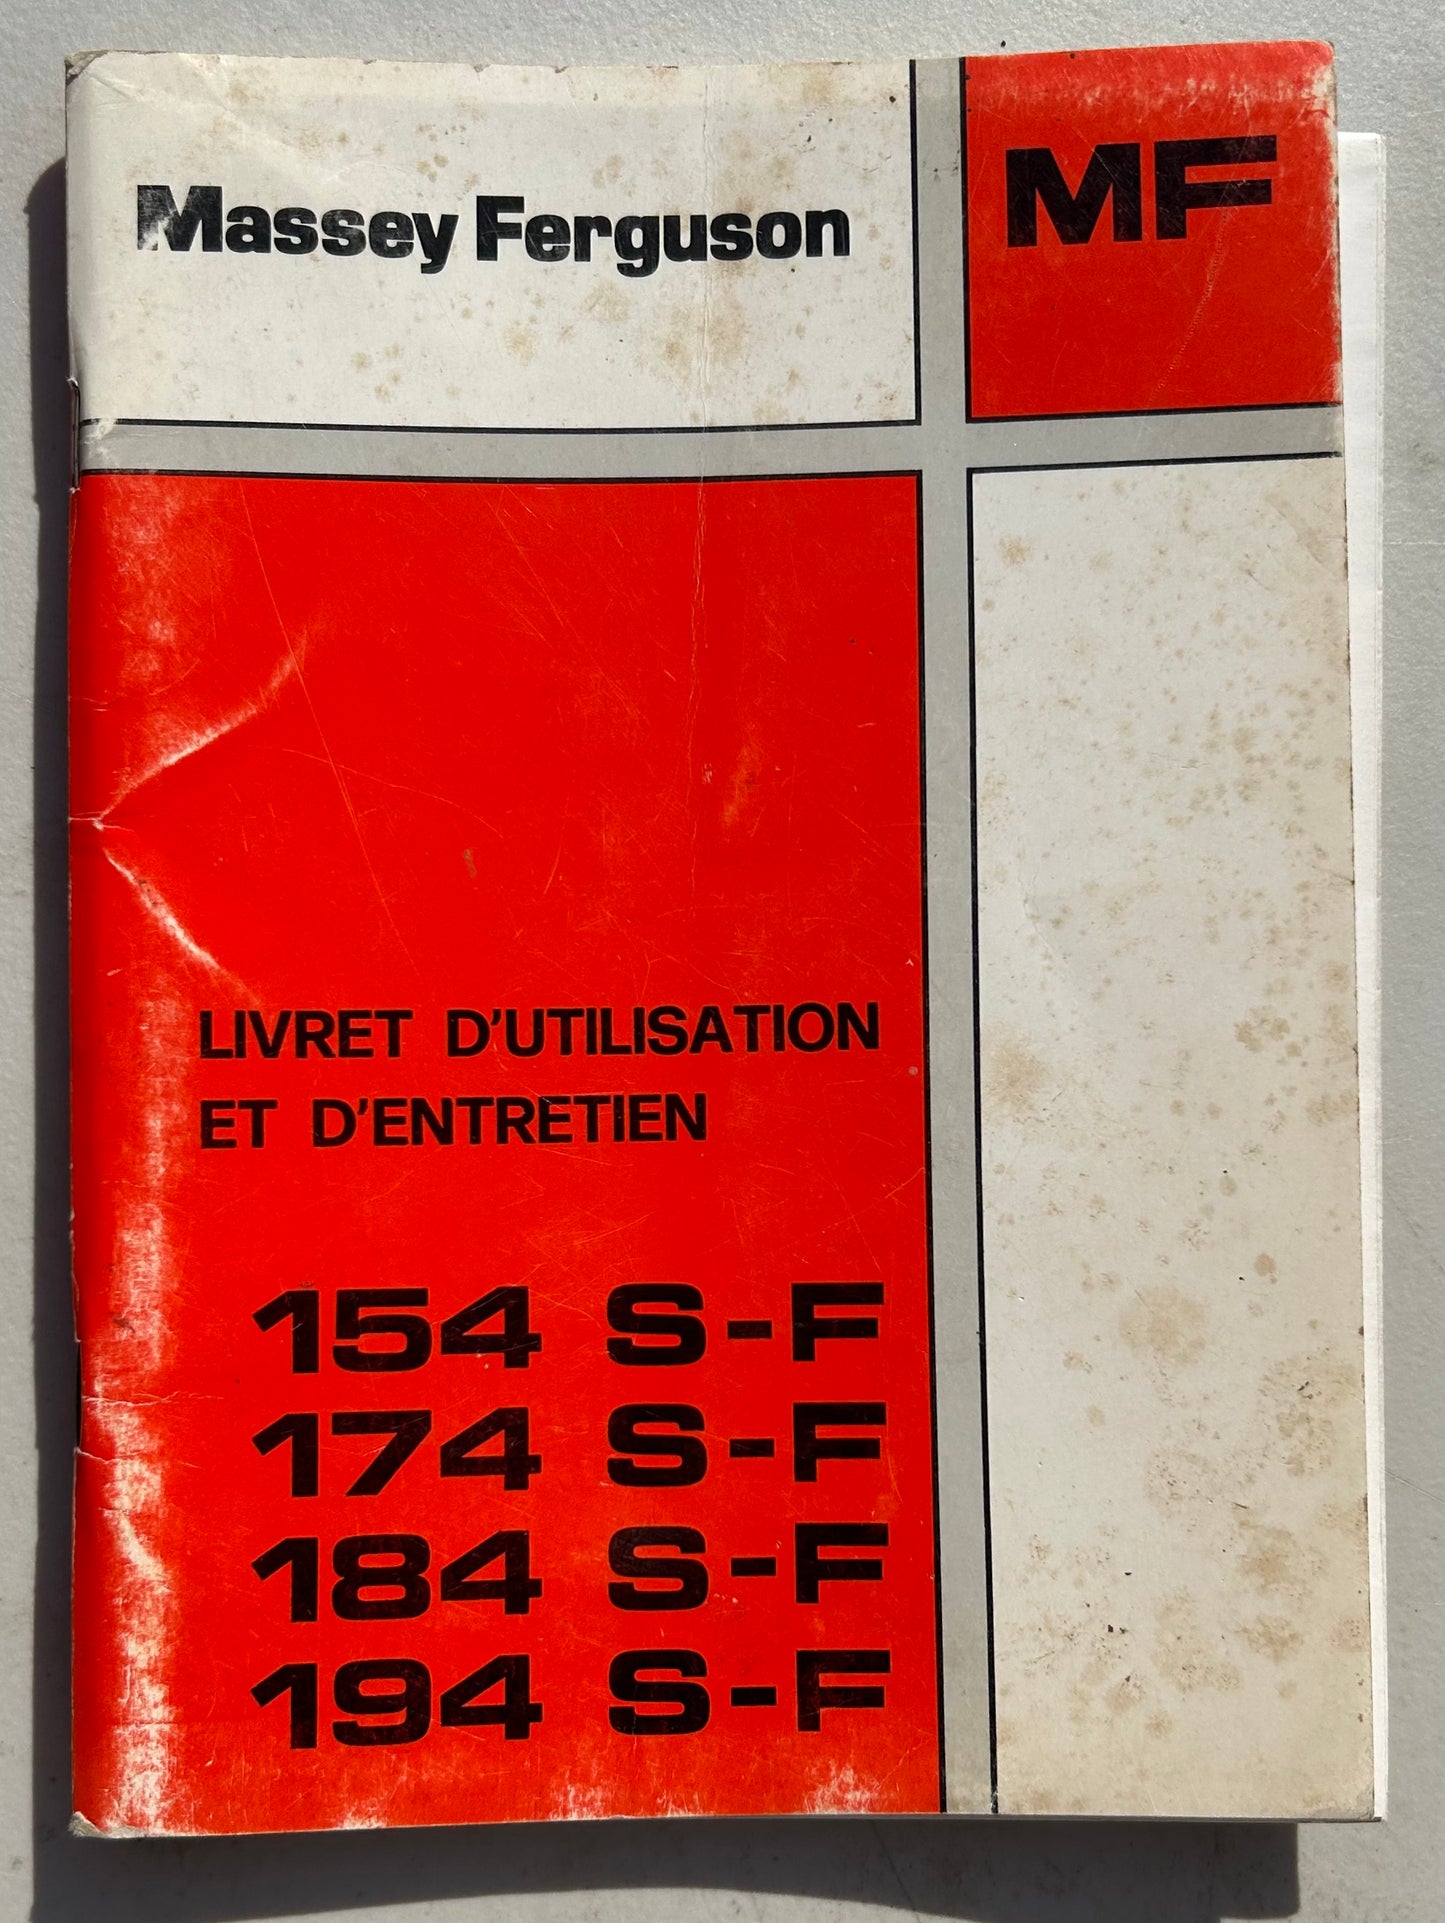 Massey Ferguson
MF
LIVRET D'UTILISATION
ET D'ENTRETIEN
154 S-F
174 S-F
184 S-F
194 S-F